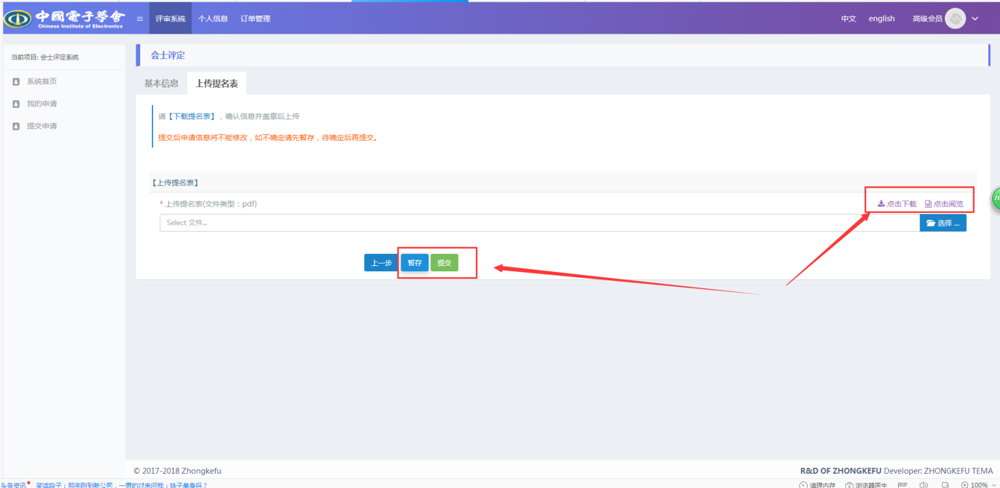 中國電子學會
Chinese Institute of Electronics
评审系统 个人信息 订单管理
中文 english 高级会员
当前项目: 会士评定系统
系统首页
我的申请
提交申请
会士评定
基本信息 上传提名表
请【下载提名表】，确认信息并盖章后上传
提交后申请信息将不能修改，如不确定请先暂存，待确定后再提交。
【上传提名表】
* 上传提名表(文件类型：pdf)
点击下载 点击阅览
Select 文件...
选择 ...
上一步 暂存 提交
76
© 2017-2018 Zhongkefu
R&D OF ZHONGKEFU Developer: ZHONGKEFU TEMA
头条资讯 笑话段子：那年刚到新公司，一男的过来问我：妹子单身吗？
清理内存 浏览器医生 100%